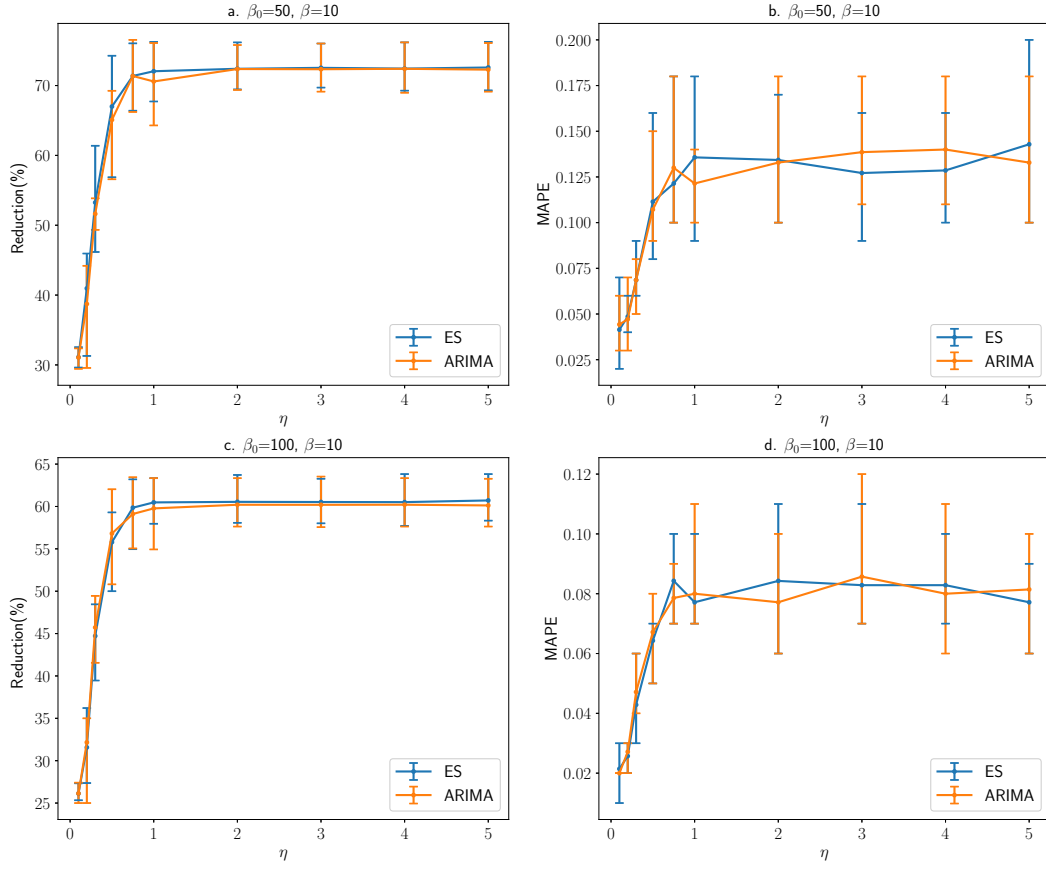 a. β₀=50, β=10
Reduction(%)
70
60
50
40
30
0
1
2
3
4
5
η
ES
ARIMA
b. β₀=50, β=10
MAPE
0.200
0.175
0.150
0.125
0.100
0.075
0.050
0.025
0
1
2
3
4
5
η
ES
ARIMA
c. β₀=100, β=10
Reduction(%)
65
60
55
50
45
40
35
30
25
0
1
2
3
4
5
η
ES
ARIMA
d. β₀=100, β=10
MAPE
0.12
0.10
0.08
0.06
0.04
0.02
0
1
2
3
4
5
η
ES
ARIMA